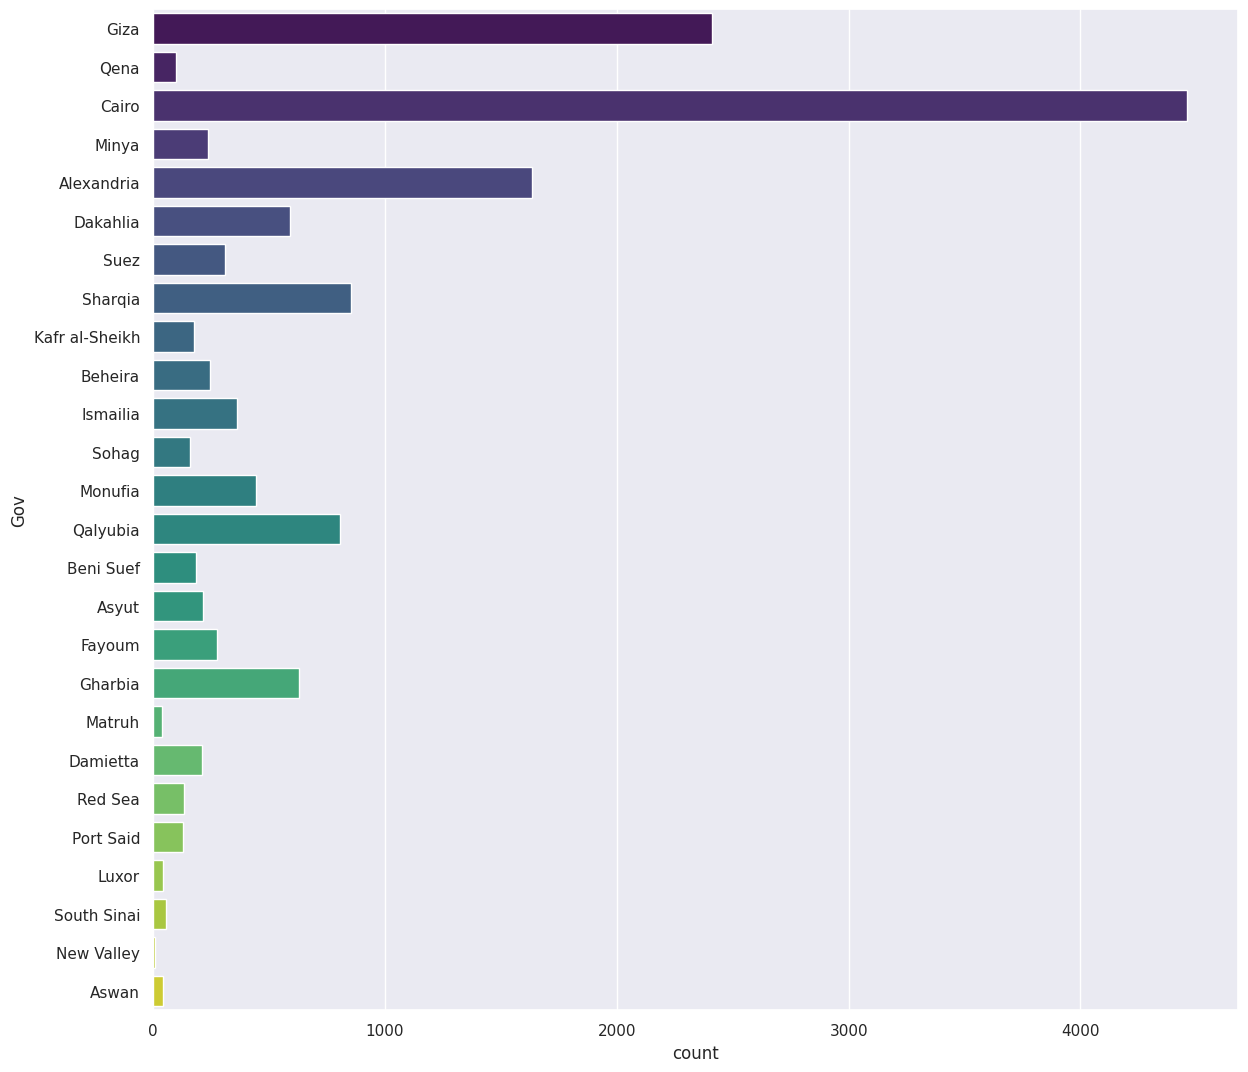 Giza
Qena
Cairo
Minya
Alexandria
Dakahlia
Suez
Sharqia
Kafr al-Sheikh
Beheira
Ismailia
Sohag
Monufia
Qalyubia
Beni Suef
Asyut
Fayoum
Gharbia
Matruh
Damietta
Red Sea
Port Said
Luxor
South Sinai
New Valley
Aswan
Gov
0 1000 2000 3000 4000
count